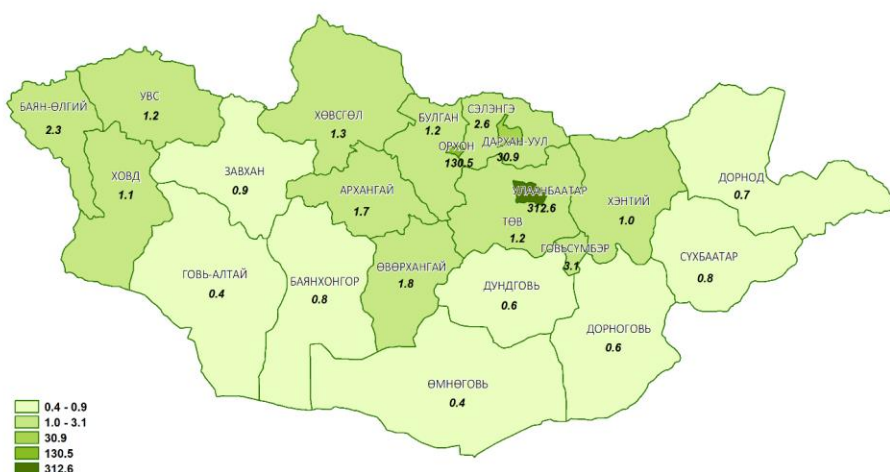 БАЯН-ӨЛГИЙ
2.3
УВС
1.2
ХОВД
1.1
ЗАВХАН
0.9
ХӨВСГӨЛ
1.3
БУЛГАН
1.2
СЭЛЭНГЭ
2.6
ОРХОН
130.5
ДАРХАН-УУЛ
30.9
АРХАНГАЙ
1.7
УЛААНБААТАР
312.6
ТӨВ
1.2
ХЭНТИЙ
1.0
ДОРНОД
0.7
ГОВЬСҮМБЭР
3.1
СҮХБААТАР
0.8
ГОВЬ-АЛТАЙ
0.4
БАЯНХОНГОР
0.8
ӨВӨРХАНГАЙ
1.8
ДУНДГОВЬ
0.6
ДОРНОГОВЬ
0.6
ӨМНӨГОВЬ
0.4
0.4 - 0.9
1.0 - 3.1
30.9
130.5
312.6